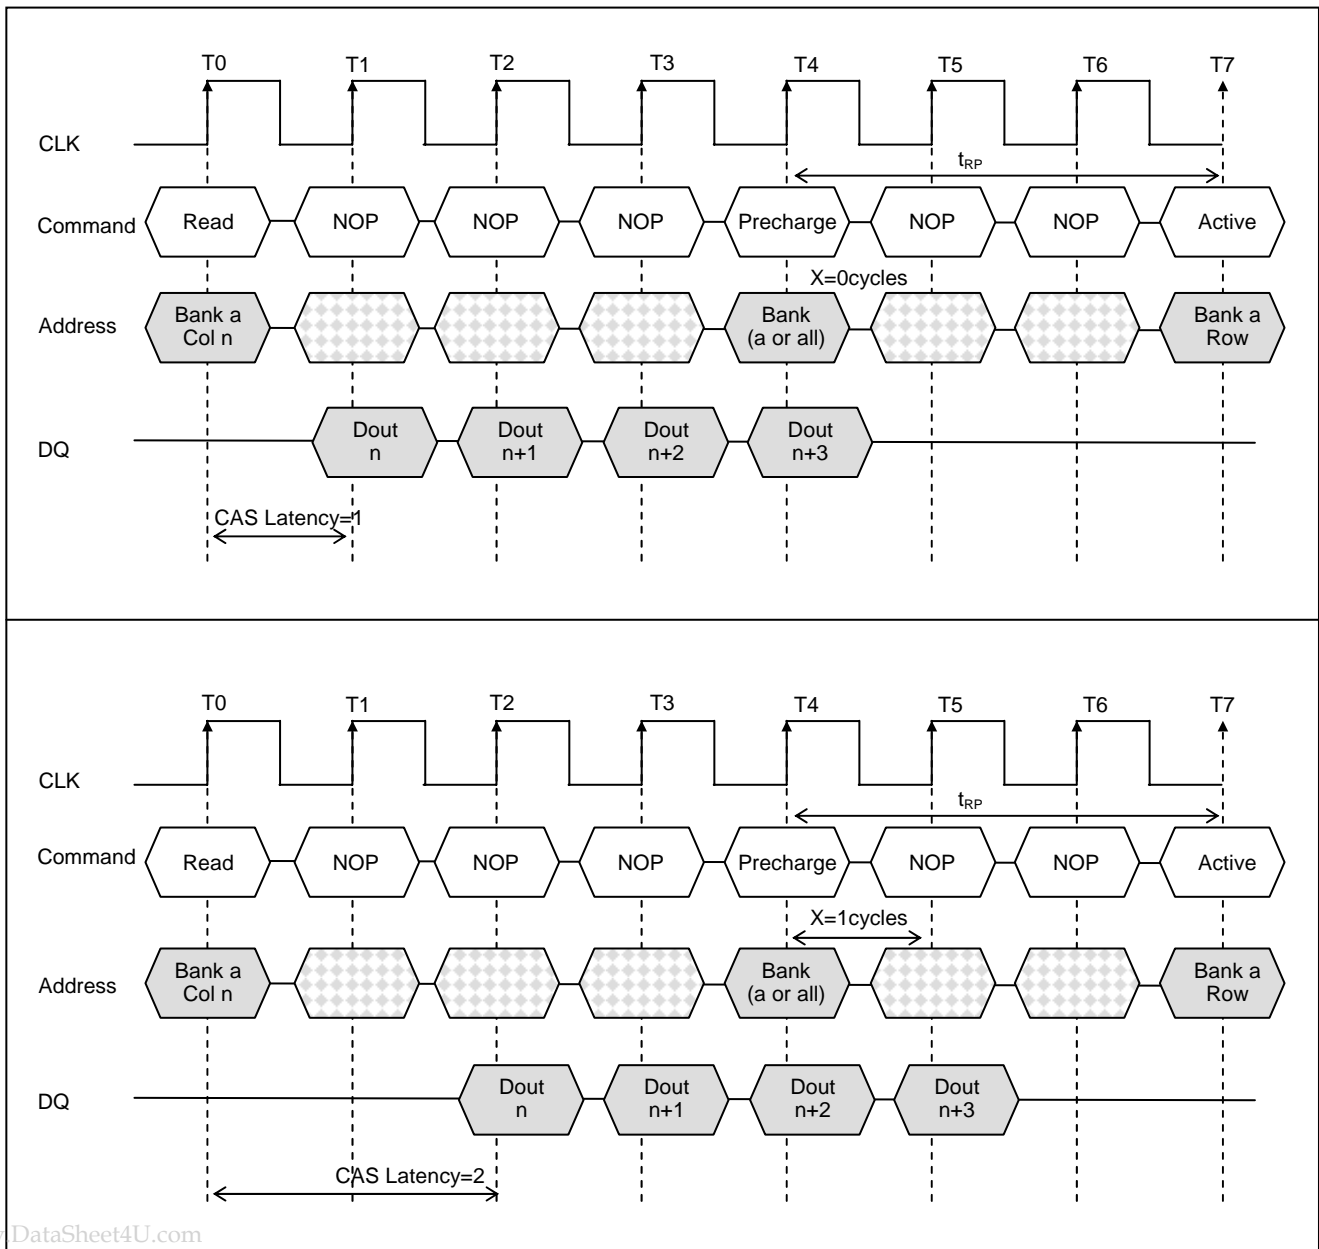 T0 T1 T2 T3 T4 T5 T6 T7
CLK
tRP
Command Read NOP NOP NOP Precharge NOP NOP Active
X=0cycles
Address Bank a Col n Bank (a or all) Bank a Row
DQ Dout n Dout n+1 Dout n+2 Dout n+3
CAS Latency=1
T0 T1 T2 T3 T4 T5 T6 T7
CLK
tRP
Command Read NOP NOP NOP Precharge NOP NOP Active
X=1cycles
Address Bank a Col n Bank (a or all) Bank a Row
DQ Dout n Dout n+1 Dout n+2 Dout n+3
CAS Latency=2
.DataSheet4U.com